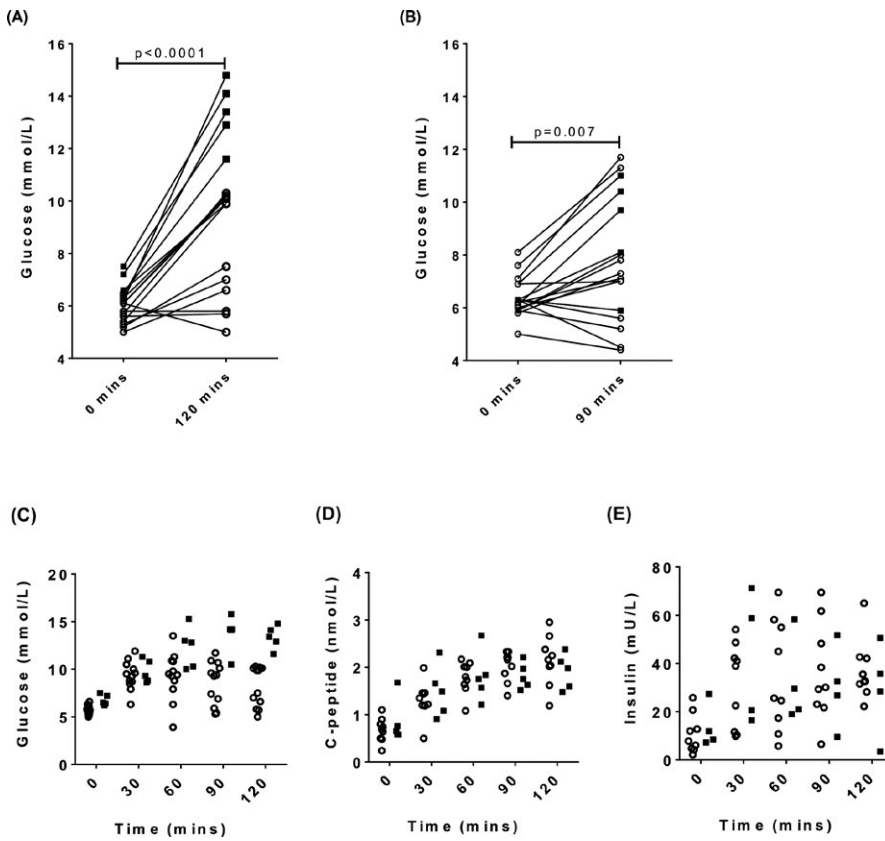 (A)
16
14
12
10
8
6
4
Glucose (mmol/L)
p<0.0001
0 mins
120 mins
(B)
16
14
12
10
8
6
4
Glucose (mmol/L)
p=0.007
0 mins
90 mins
(C)
20
15
10
5
0
Glucose (mmol/L)
0
30
60
90
120
Time (mins)
(D)
4
3
2
1
0
C-peptide (nmol/L)
0
30
60
90
120
Time (mins)
(E)
80
60
40
20
0
Insulin (mU/L)
0
30
60
90
120
Time (mins)